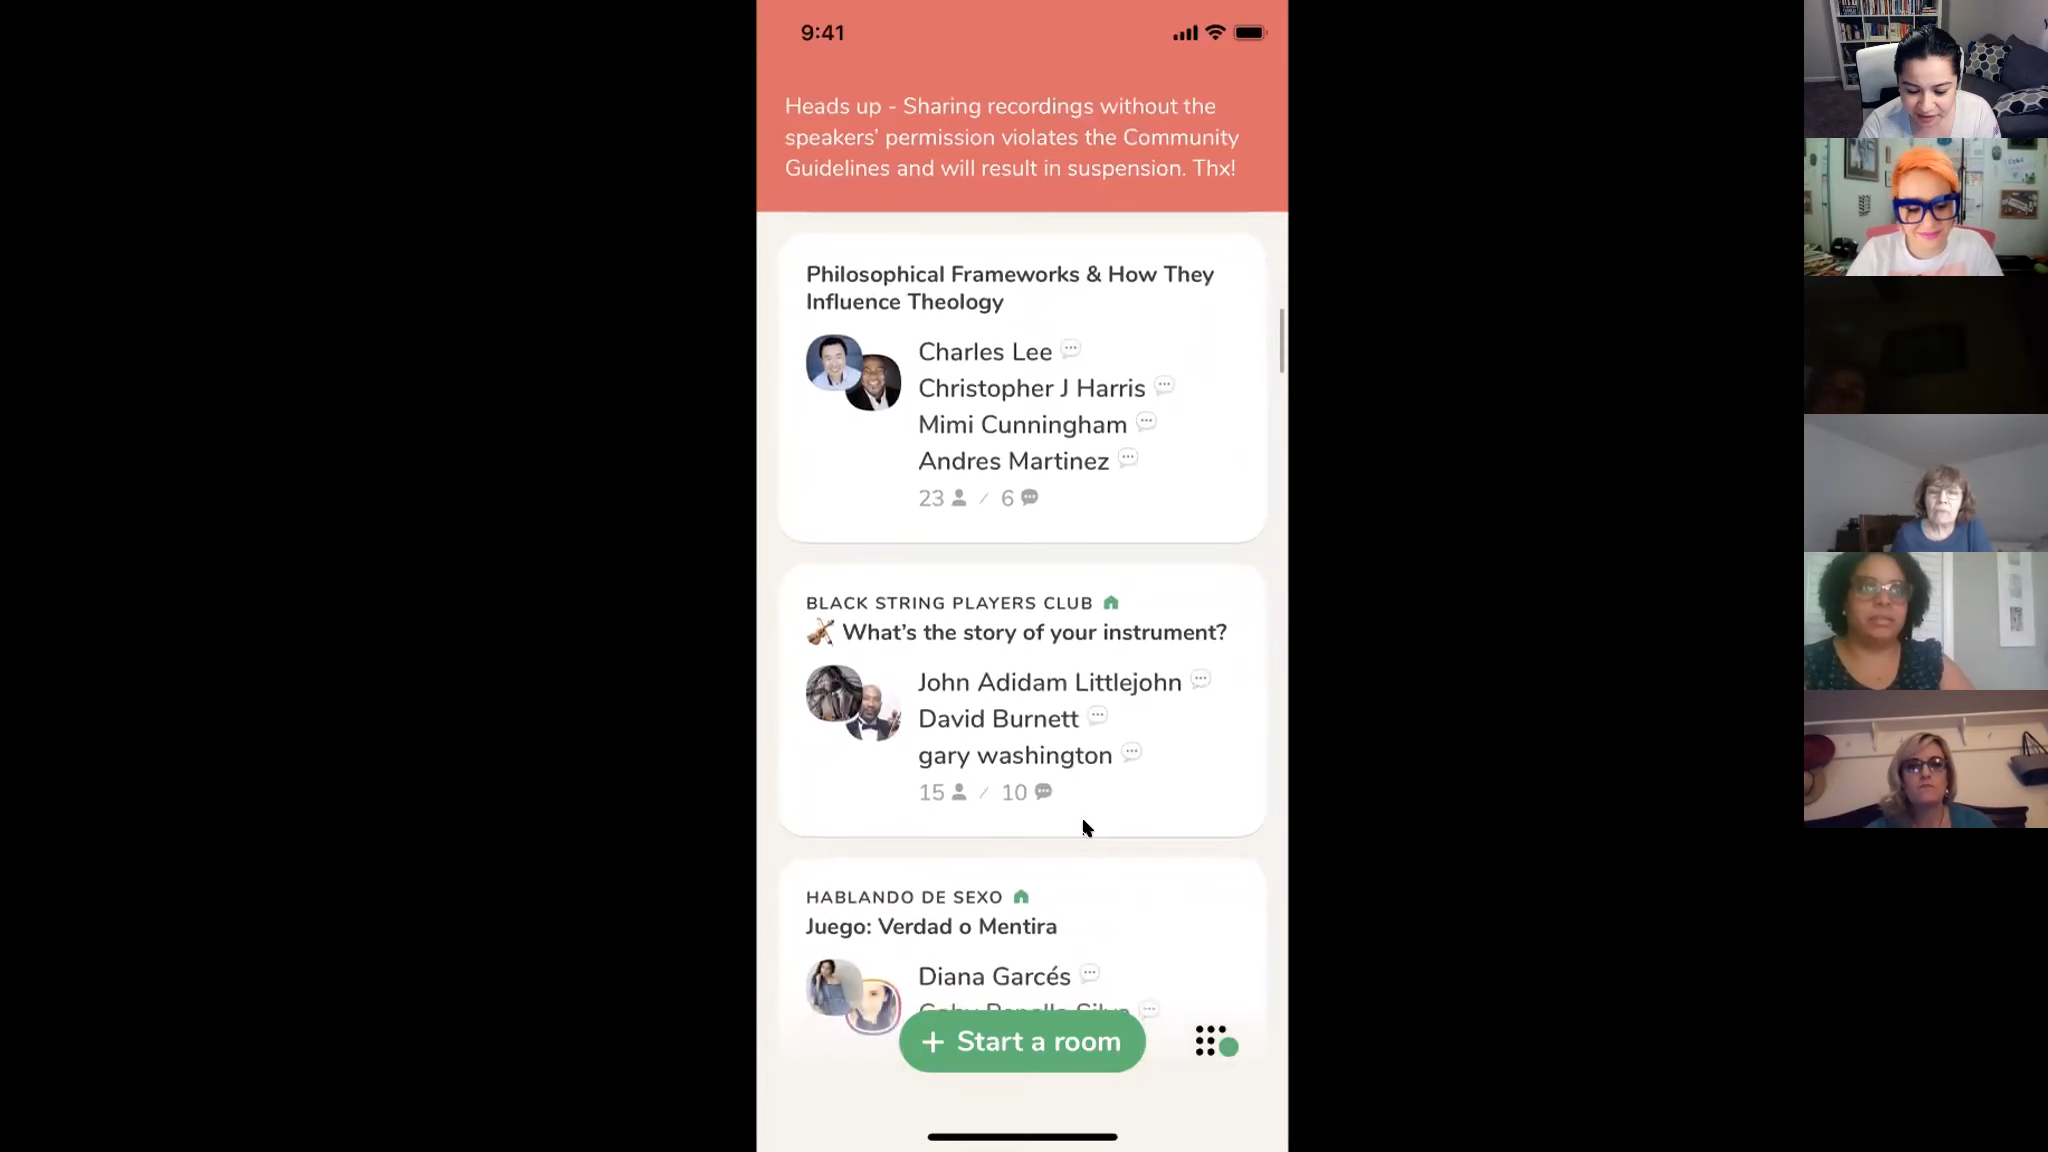 9:41
Heads up - Sharing recordings without the
speakers’ permission violates the Community
Guidelines and will result in suspension. Thx!
Philosophical Frameworks & How They
Influence Theology
Charles Lee
Christopher J Harris
Mimi Cunningham
Andres Martinez
23 / 6
BLACK STRING PLAYERS CLUB
🎻 What’s the story of your instrument?
John Adidam Littlejohn
David Burnett
gary washington
15 / 10
HABLANDO DE SEXO
Juego: Verdad o Mentira
Diana Garcés
+ Start a room